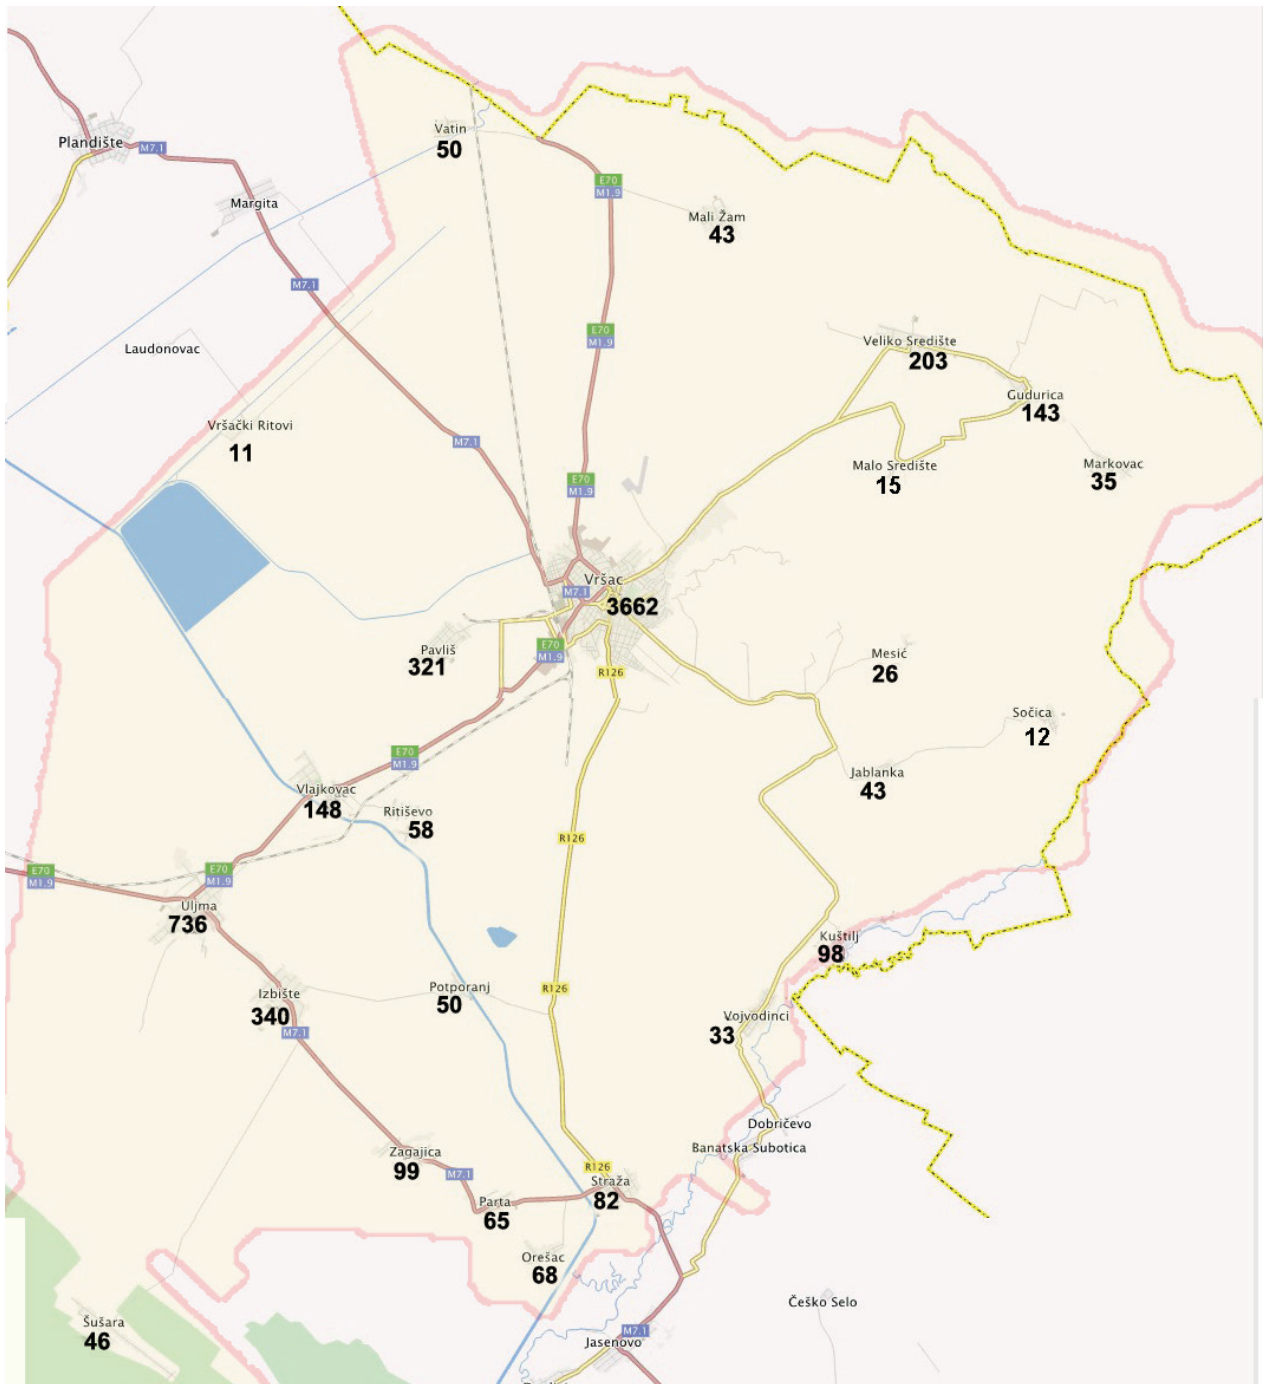 Vatin
50
Plandište
M7.1
E70
M1.9
Margita
Mali Žam
43
M7.1
E70
M1.9
Laudonovac
Veliko Središte
203
Gudurica
143
Vršački Ritovi
11
M7.1
Malo Središte
15
Markovac
35
E70
M1.9
Vršac
M7.1
3662
Pavliš
321
E70
M1.9
R126
Mesić
26
Sočica
12
E70
M1.9
Jablanka
43
Vlajkovac
148
Ritiševo
58
R126
E70
M1.9
E70
M1.9
Uljma
736
Kuštilj
98
Izbište
340
M7.1
Potporanj
50
R126
Vojvodinci
33
Dobričevo
Banatska Subotica
Zagajica
99
M7.1
R126
Straža
82
Parta
65
Orešac
68
Češko Selo
Šušara
46
M7.1
Jasenovo